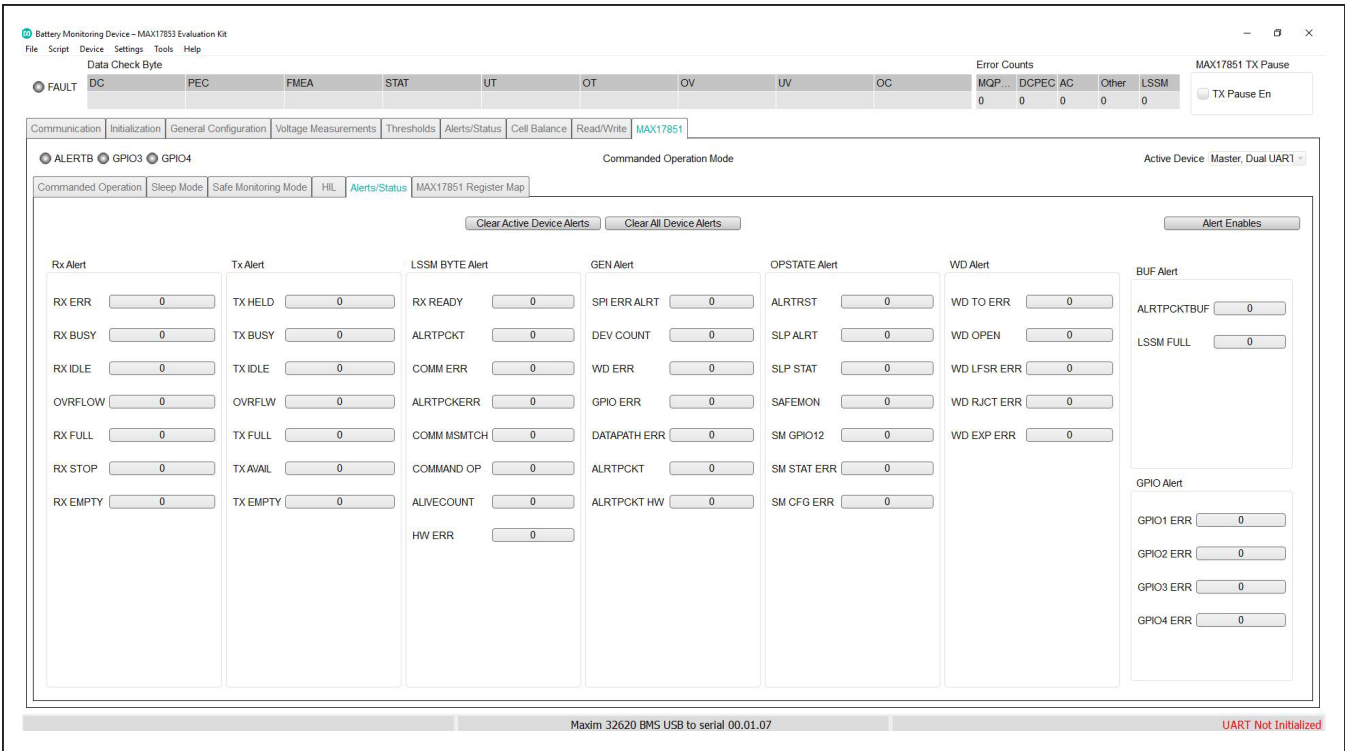 Battery Monitoring Device – MAX17853 Evaluation Kit
File Script Device Settings Tools Help
Data Check Byte Error Counts MAX17851 TX Pause
FAULT DC PEC FMEA STAT UT OT OV UV OC MQP... DCPEC AC Other LSSM TX Pause En
0 0 0 0 0
Communication Initialization General Configuration Voltage Measurements Thresholds Alerts/Status Cell Balance Read/Write MAX17851
ALERTB GPIO3 GPIO4 Commanded Operation Mode Active Device Master, Dual UART
Commanded Operation Sleep Mode Safe Monitoring Mode HIL Alerts/Status MAX17851 Register Map
Clear Active Device Alerts Clear All Device Alerts Alert Enables
Rx Alert
RX ERR 0
RX BUSY 0
RX IDLE 0
OVRFLOW 0
RX FULL 0
RX STOP 0
RX EMPTY 0
Tx Alert
TX HELD 0
TX BUSY 0
TX IDLE 0
OVRFLW 0
TX FULL 0
TX AVAIL 0
TX EMPTY 0
LSSM BYTE Alert
RX READY 0
ALRTPCKT 0
COMM ERR 0
ALRTPCKERR 0
COMM MSMTCH 0
COMMAND OP 0
ALIVECOUNT 0
HW ERR 0
GEN Alert
SPI ERR ALRT 0
DEV COUNT 0
WD ERR 0
GPIO ERR 0
DATAPATH ERR 0
ALRTPCKT 0
ALRTPCKT HW 0
OPSTATE Alert
ALRTRST 0
SLP ALRT 0
SLP STAT 0
SAFEMON 0
SM GPIO12 0
SM STAT ERR 0
SM CFG ERR 0
WD Alert
WD TO ERR 0
WD OPEN 0
WD LFSR ERR 0
WD RJCT ERR 0
WD EXP ERR 0
BUF Alert
ALRTPCKTBUF 0
LSSM FULL 0
GPIO Alert
GPIO1 ERR 0
GPIO2 ERR 0
GPIO3 ERR 0
GPIO4 ERR 0
Maxim 32620 BMS USB to serial 00.01.07 UART Not Initialized